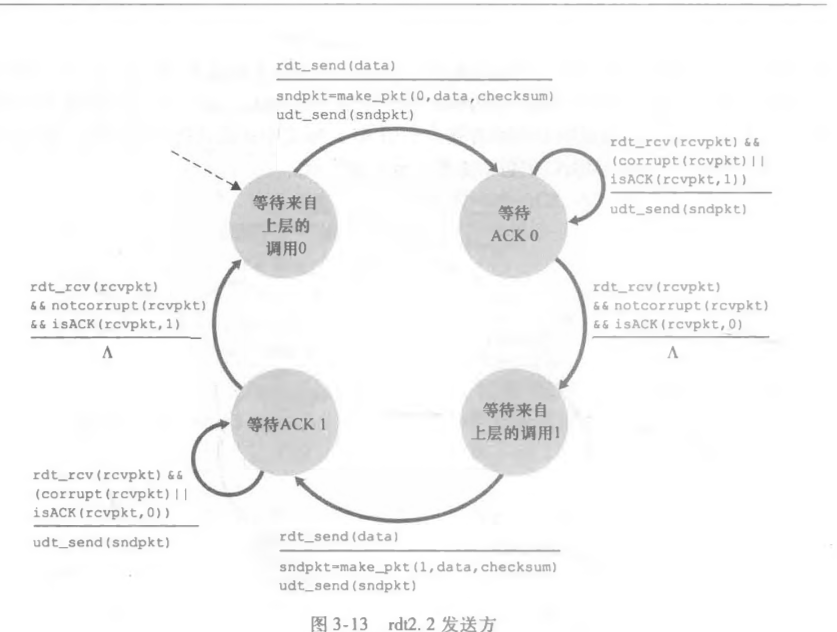 rdt_send(data)
sndpkt=make_pkt(0,data,checksum)
udt_send(sndpkt)
rdt_rcv(rcvpkt) &&
(corrupt(rcvpkt)||
isACK(rcvpkt,1))
udt_send(sndpkt)
等待来自
上层的
调用0
等待
ACK 0
rdt_rcv(rcvpkt)
&& notcorrupt(rcvpkt)
&& isACK(rcvpkt,1)
Λ
rdt_rcv(rcvpkt)
&& notcorrupt(rcvpkt)
&& isACK(rcvpkt,0)
Λ
等待ACK 1
等待来自
上层的调用1
rdt_rcv(rcvpkt) &&
(corrupt(rcvpkt)||
isACK(rcvpkt,0))
udt_send(sndpkt)
rdt_send(data)
sndpkt=make_pkt(1,data,checksum)
udt_send(sndpkt)
图 3-13 rdt2. 2 发送方